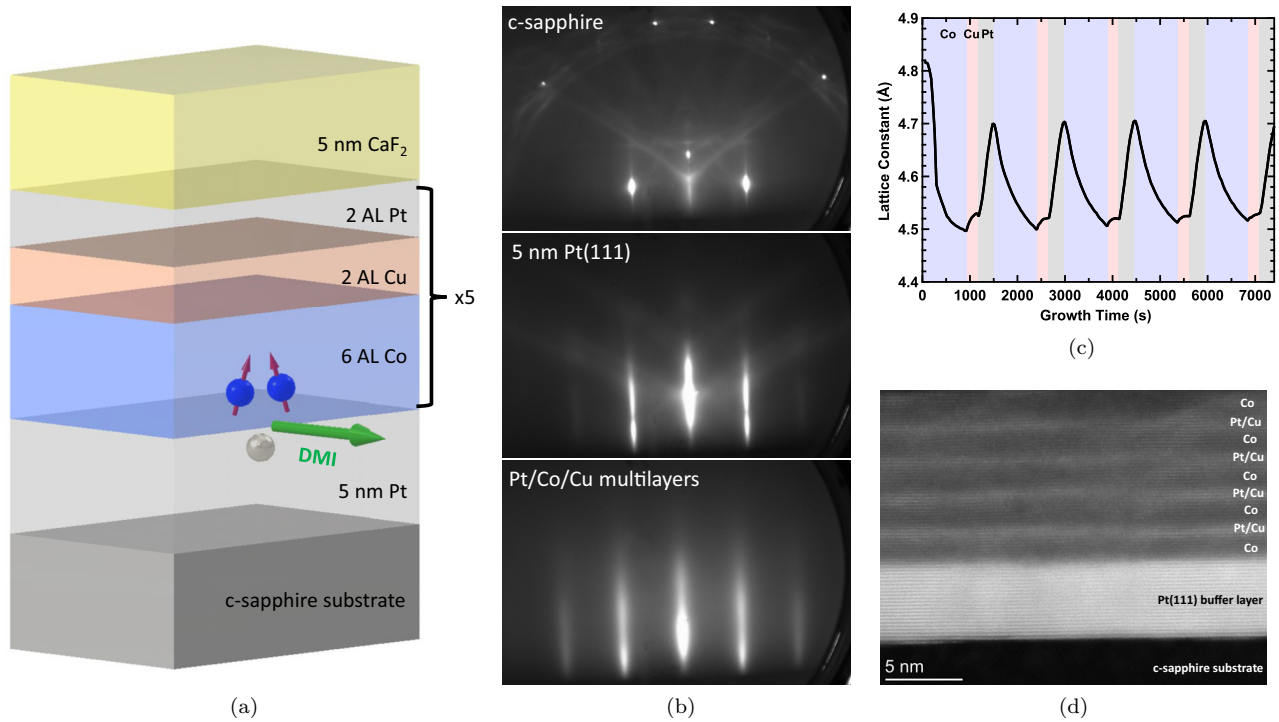 5 nm CaF2
2 AL Pt
2 AL Cu
x5
6 AL Co
DMI
5 nm Pt
c-sapphire substrate
(a)
c-sapphire
5 nm Pt(111)
Pt/Co/Cu multilayers
(b)
4.9
4.8
4.7
4.6
4.5
4.4
Lattice Constant (Å)
Co Cu Pt
0 1000 2000 3000 4000 5000 6000 7000
Growth Time (s)
(c)
Co
Pt/Cu
Co
Pt/Cu
Co
Pt/Cu
Co
Pt/Cu
Co
Pt(111) buffer layer
5 nm
c-sapphire substrate
(d)